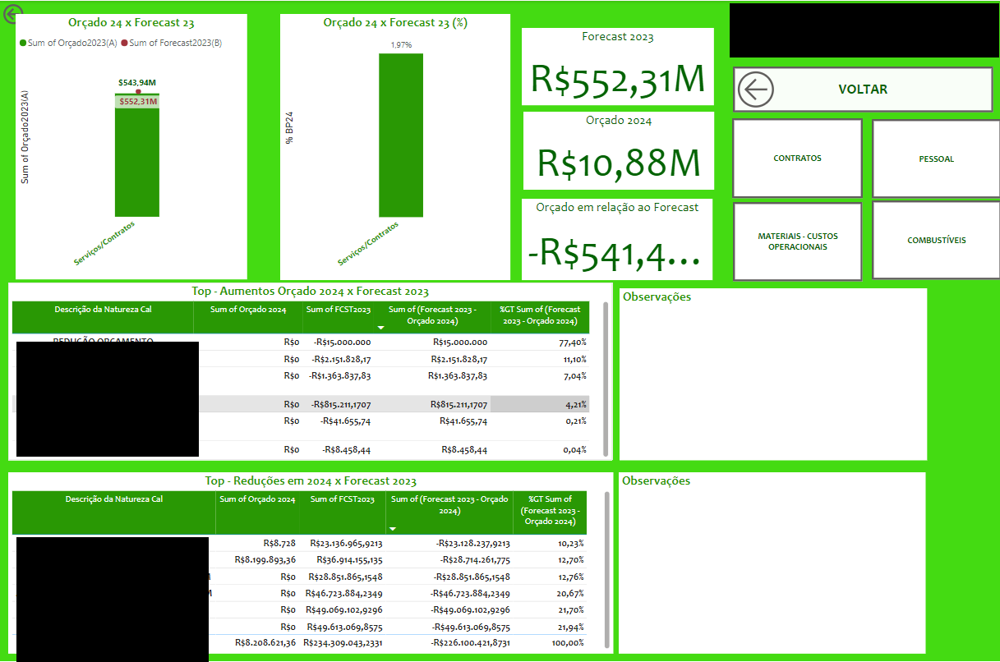 Orçado 24 x Forecast 23
Sum of Orçado2023(A) Sum of Forecast2023(B)
Sum of Orçado2023(A)
$543,94M
$552,31M
Serviços/Contratos
Orçado 24 x Forecast 23 (%)
% BP24
1,97%
Serviços/Contratos
Forecast 2023
R$552,31M
Orçado 2024
R$10,88M
Orçado em relação ao Forecast
-R$541,4...
VOLTAR
CONTRATOS
PESSOAL
MATERIAIS - CUSTOS
OPERACIONAIS
COMBUSTÍVEIS
Top - Aumentos Orçado 2024 x Forecast 2023
Descrição da Natureza Cal Sum of Orçado 2024 Sum of FCST2023 Sum of (Forecast 2023 - %GT Sum of (Forecast
Orçado 2024) 2023 - Orçado 2024)
REDUÇÃO ORÇAMENTO R$0 -R$15.000.000 R$15.000.000 77,40%
R$0 -R$2.151.828,17 R$2.151.828,17 11,10%
R$0 -R$1.363.837,83 R$1.363.837,83 7,04%
R$0 -R$815.211,1707 R$815.211,1707 4,21%
R$0 -R$41.655,74 R$41.655,74 0,21%
R$0 -R$8.458,44 R$8.458,44 0,04%
Observações
Top - Reduções em 2024 x Forecast 2023
Descrição da Natureza Cal Sum of Orçado 2024 Sum of FCST2023 Sum of (Forecast 2023 - Orçado %GT Sum of
2024) (Forecast 2023 -
Orçado 2024)
R$8.728 R$23.136.965,9213 -R$23.128.237,9213 10,23%
R$8.199.893,36 R$36.914.155,135 -R$28.714.261,775 12,70%
R$0 R$28.851.865,1548 -R$28.851.865,1548 12,76%
R$0 R$46.723.884,2349 -R$46.723.884,2349 20,67%
R$0 R$49.069.102,9296 -R$49.069.102,9296 21,70%
R$0 R$49.613.069,8575 -R$49.613.069,8575 21,94%
R$8.208.621,36 R$234.309.043,2331 -R$226.100.421,8731 100,00%
Observações